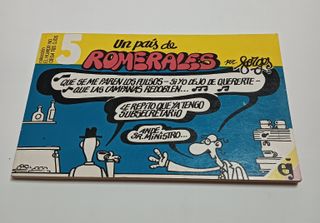 5
Un país de
ROMERALES
por Forges
QUE SE ME PAREN LOS PULSOS - SI YO DEJO DE QUERERTE -
QUE LAS CAMPANAS REDOBLEN...
¡LE REPITO QUE YA TENGO
SUBSECRETARIO
ANDE
SR. MINISTRO...